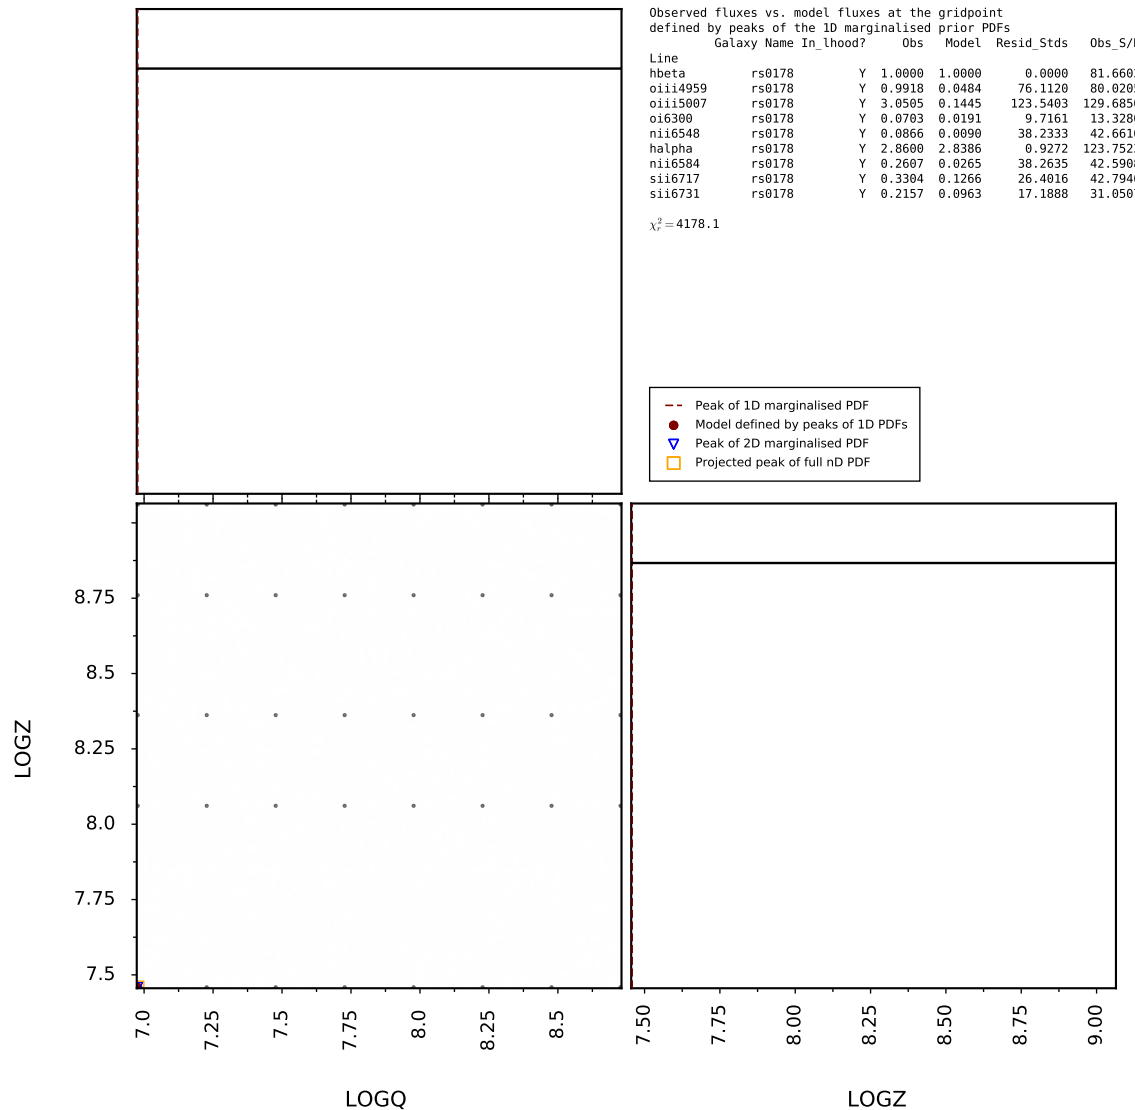 Observed fluxes vs. model fluxes at the gridpoint
defined by peaks of the 1D marginalised prior PDFs
Galaxy Name In_lhood? Obs Model Resid_Stds Obs_S/
Line
hbeta rs0178 Y 1.0000 1.0000 0.0000 81.660
oiii4959 rs0178 Y 0.9918 0.0484 76.1120 80.020
oiii5007 rs0178 Y 3.0505 0.1445 123.5403 129.685
oi6300 rs0178 Y 0.0703 0.0191 9.7161 13.328
nii6548 rs0178 Y 0.0866 0.0090 38.2333 42.661
halpha rs0178 Y 2.8600 2.8386 0.9272 123.752
nii6584 rs0178 Y 0.2607 0.0265 38.2635 42.590
sii6717 rs0178 Y 0.3304 0.1266 26.4016 42.794
sii6731 rs0178 Y 0.2157 0.0963 17.1888 31.050
χ²ᵣ = 4178.1
Peak of 1D marginalised PDF
Model defined by peaks of 1D PDFs
Peak of 2D marginalised PDF
Projected peak of full nD PDF
LOGZ
8.75
8.5
8.25
8.0
7.75
7.5
7.0 7.25 7.5 7.75 8.0 8.25 8.5
LOGQ
7.50 7.75 8.00 8.25 8.50 8.75 9.00
LOGZ